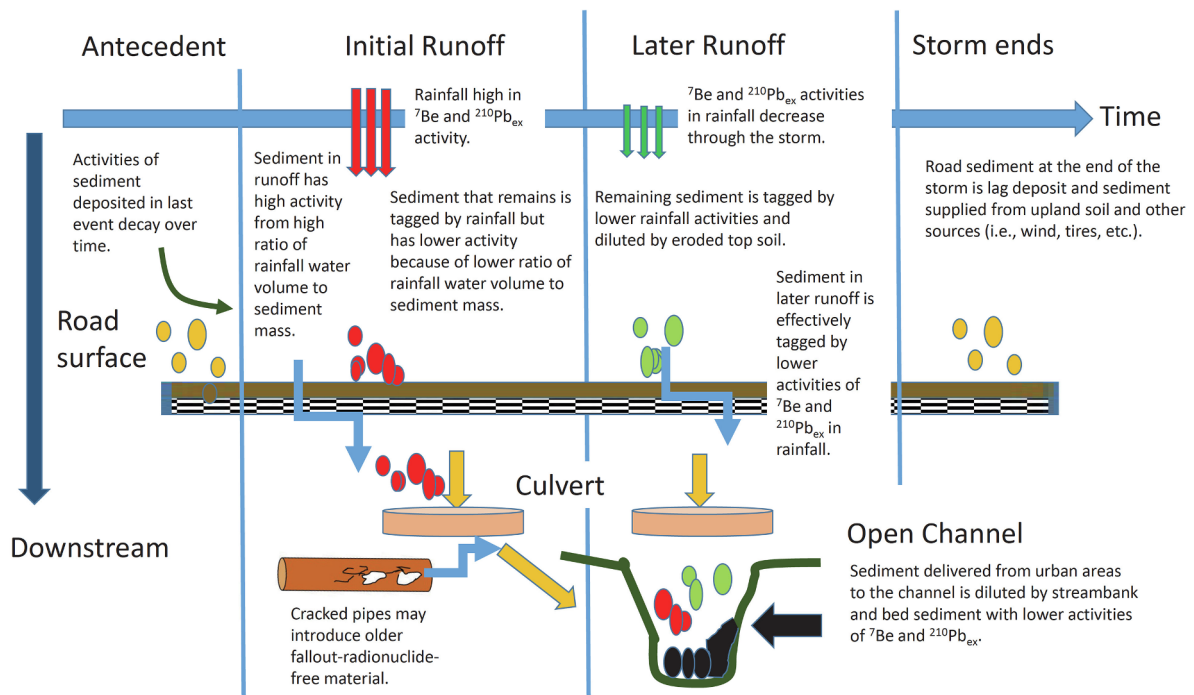 Antecedent
Initial Runoff
Later Runoff
Storm ends
Rainfall high in
⁷Be and ²¹⁰Pbₑₓ
activity.
⁷Be and ²¹⁰Pbₑₓ activities
in rainfall decrease
through the storm.
Time
Activities of
sediment
deposited in last
event decay over
time.
Sediment in
runoff has
high activity
from high
ratio of
rainfall water
volume to
sediment
mass.
Sediment that remains is
tagged by rainfall but
has lower activity
because of lower ratio of
rainfall water volume to
sediment mass.
Remaining sediment is tagged by
lower rainfall activities and
diluted by eroded top soil.
Road sediment at the end of the
storm is lag deposit and sediment
supplied from upland soil and other
sources (i.e., wind, tires, etc.).
Sediment in
later runoff is
effectively
tagged by
lower
activities of
⁷Be and
²¹⁰Pbₑₓ in
rainfall.
Road
surface
Culvert
Downstream
Cracked pipes may
introduce older
fallout-radionuclide-
free material.
Open Channel
Sediment delivered from urban areas
to the channel is diluted by streambank
and bed sediment with lower activities
of ⁷Be and ²¹⁰Pbₑₓ.